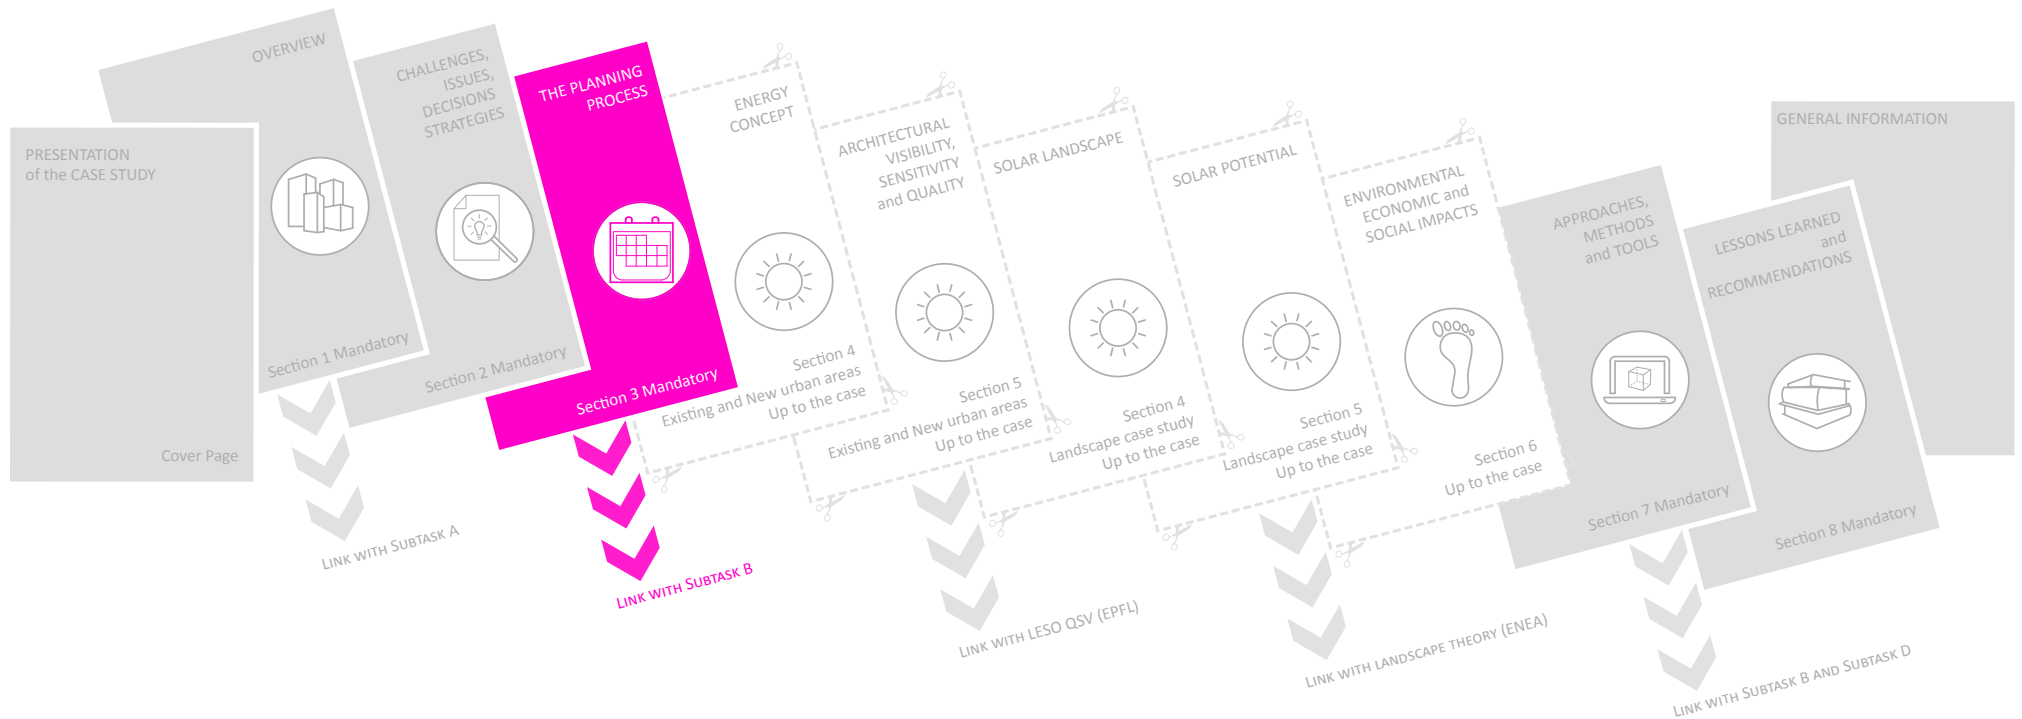 PRESENTATION
of the CASE STUDY
Cover Page
OVERVIEW
Section 1 Mandatory
LINK WITH SUBTASK A
CHALLENGES,
ISSUES,
DECISIONS
STRATEGIES
Section 2 Mandatory
THE PLANNING
PROCESS
Section 3 Mandatory
LINK WITH SUBTASK B
ENERGY
CONCEPT
Section 4
Existing and New urban areas
Up to the case
ARCHITECTURAL
VISIBILITY,
SENSITIVITY
and QUALITY
Section 5
Existing and New urban areas
Up to the case
LINK WITH LESO QSV (EPFL)
SOLAR LANDSCAPE
Section 4
Landscape case study
Up to the case
SOLAR POTENTIAL
Section 5
Landscape case study
Up to the case
LINK WITH LANDSCAPE THEORY (ENEA)
ENVIRONMENTAL
ECONOMIC and
SOCIAL IMPACTS
Section 6
Up to the case
APPROACHES,
METHODS
and TOOLS
Section 7 Mandatory
LINK WITH SUBTASK B AND SUBTASK D
LESSONS LEARNED
and
RECOMMENDATIONS
Section 8 Mandatory
GENERAL INFORMATION